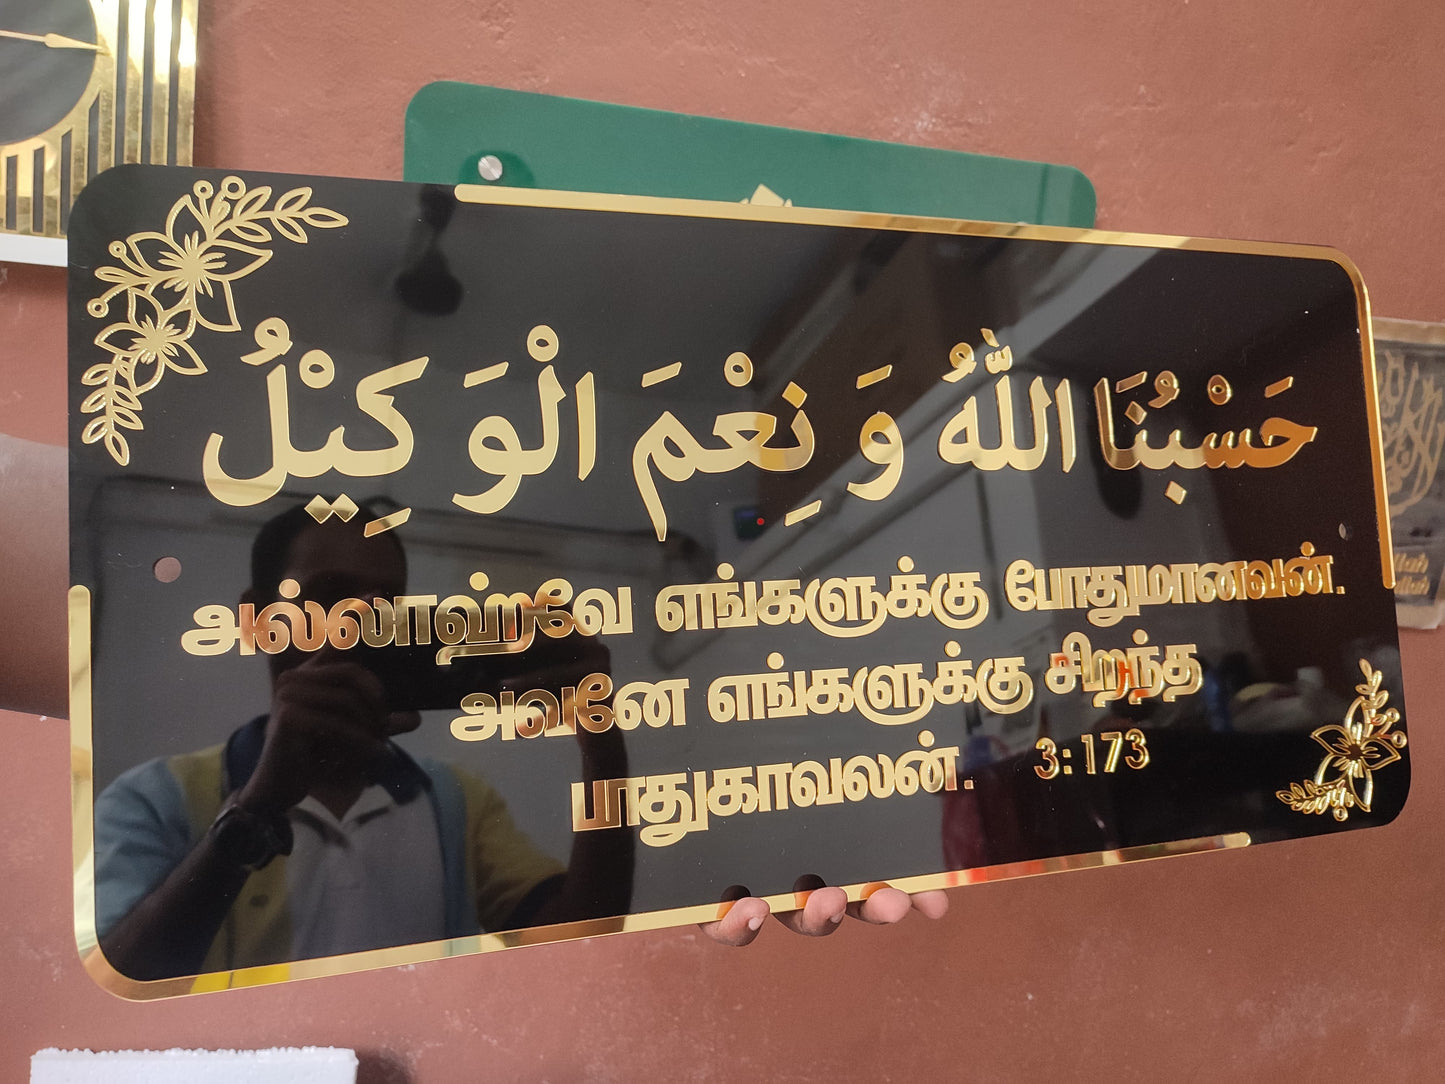 حَسْبُنَا اللّٰهُ وَ نِعْمَ الْوَكِيْلُ
அல்லாஹ்வே எங்களுக்கு போதுமானவன்.
அவனே எங்களுக்கு சிறந்த
பாதுகாவலன். 3:173